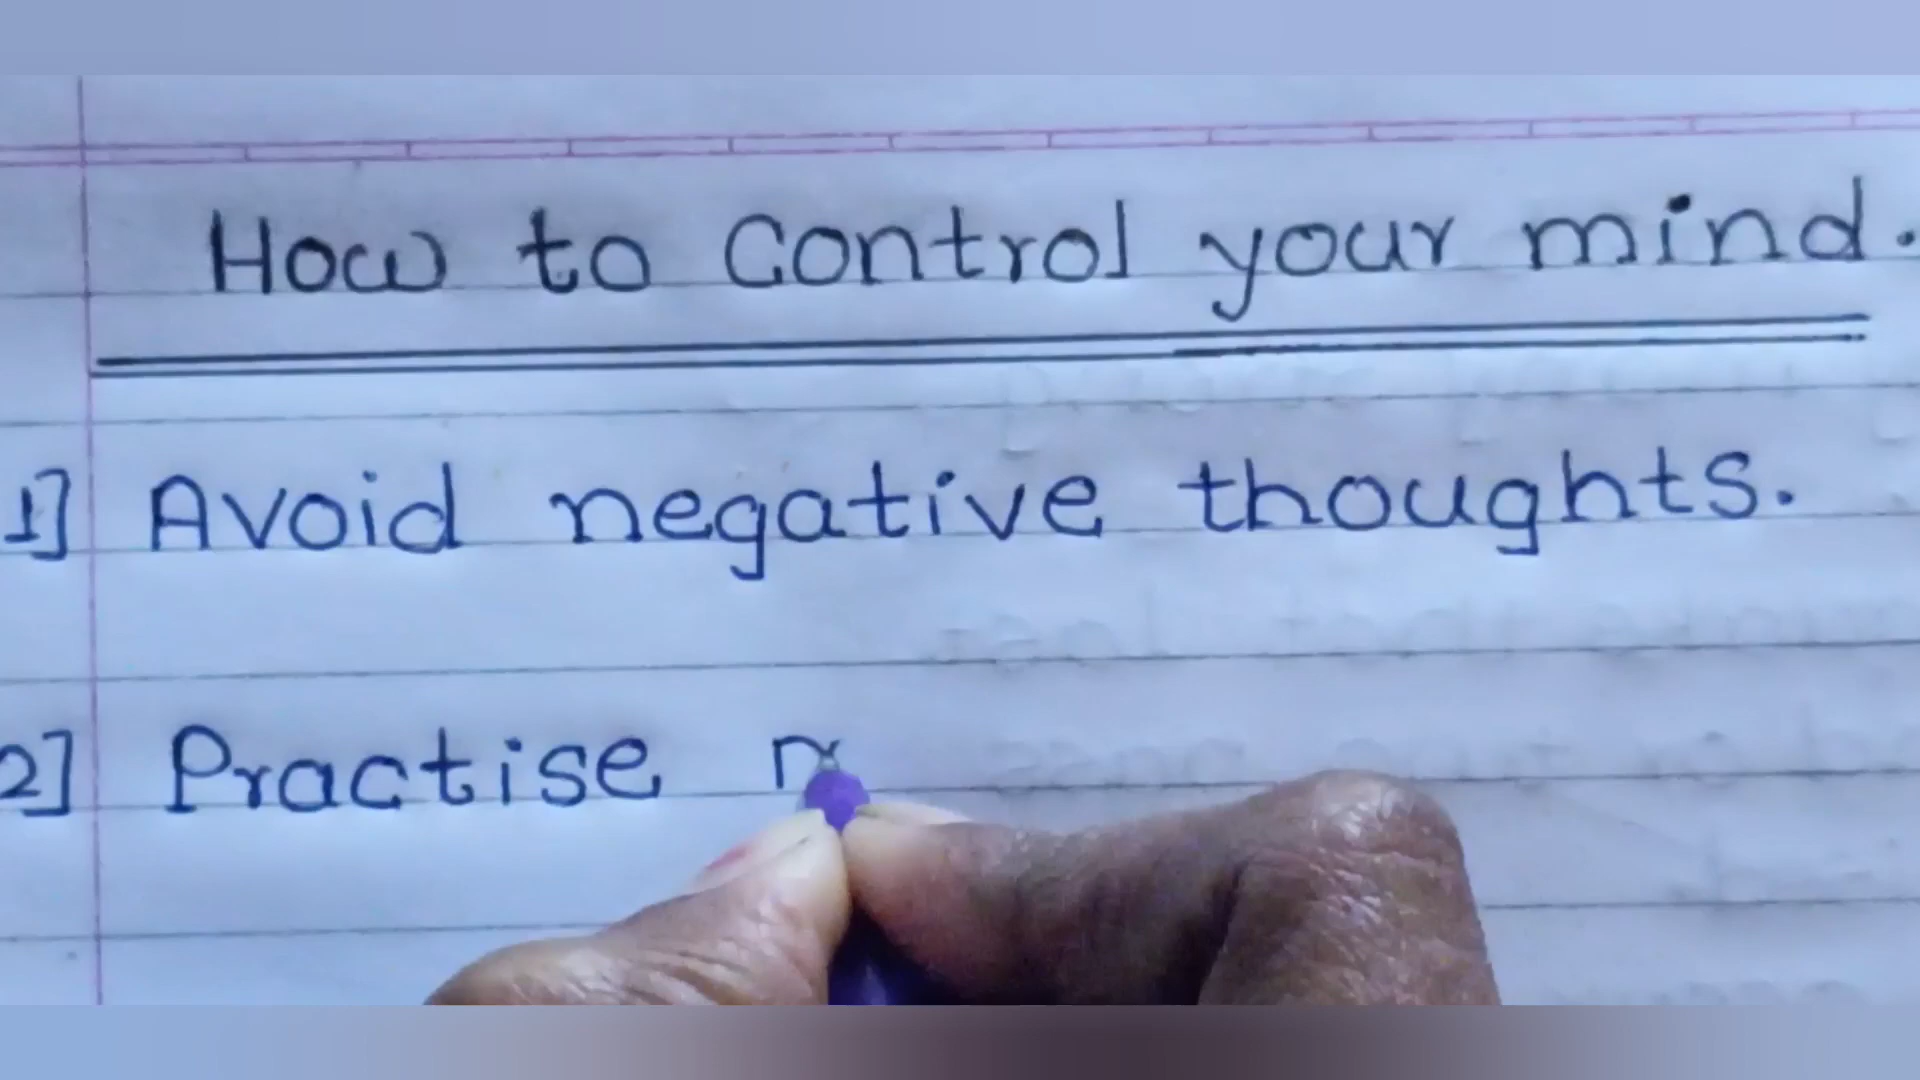 How to Control your mind.
1] Avoid negative thoughts.
2] Practise